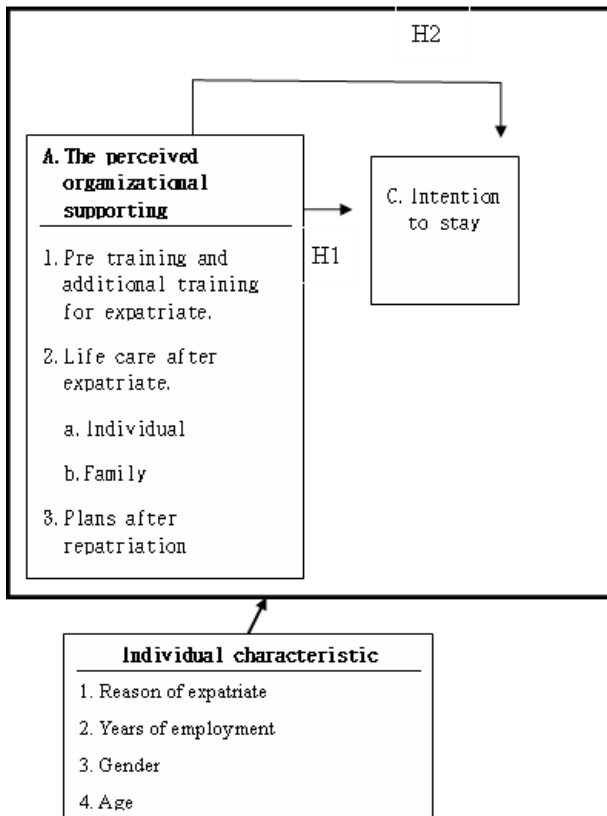 H2
A. The perceived
organizational
supporting
1. Pre training and
additional training
for expatriate.
2. Life care after
expatriate.
a. Individual
b. Family
3. Plans after
repatriation
H1
C. Intention
to stay
Individual characteristic
1. Reason of expatriate
2. Years of employment
3. Gender
4. Age